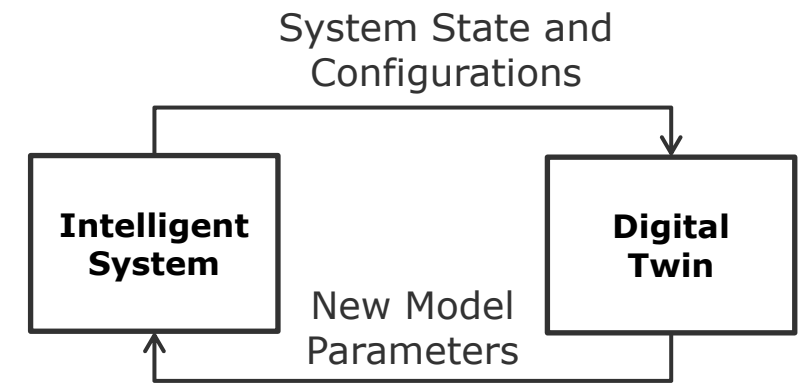 System State and
Configurations
Intelligent
System
Digital
Twin
New Model
Parameters